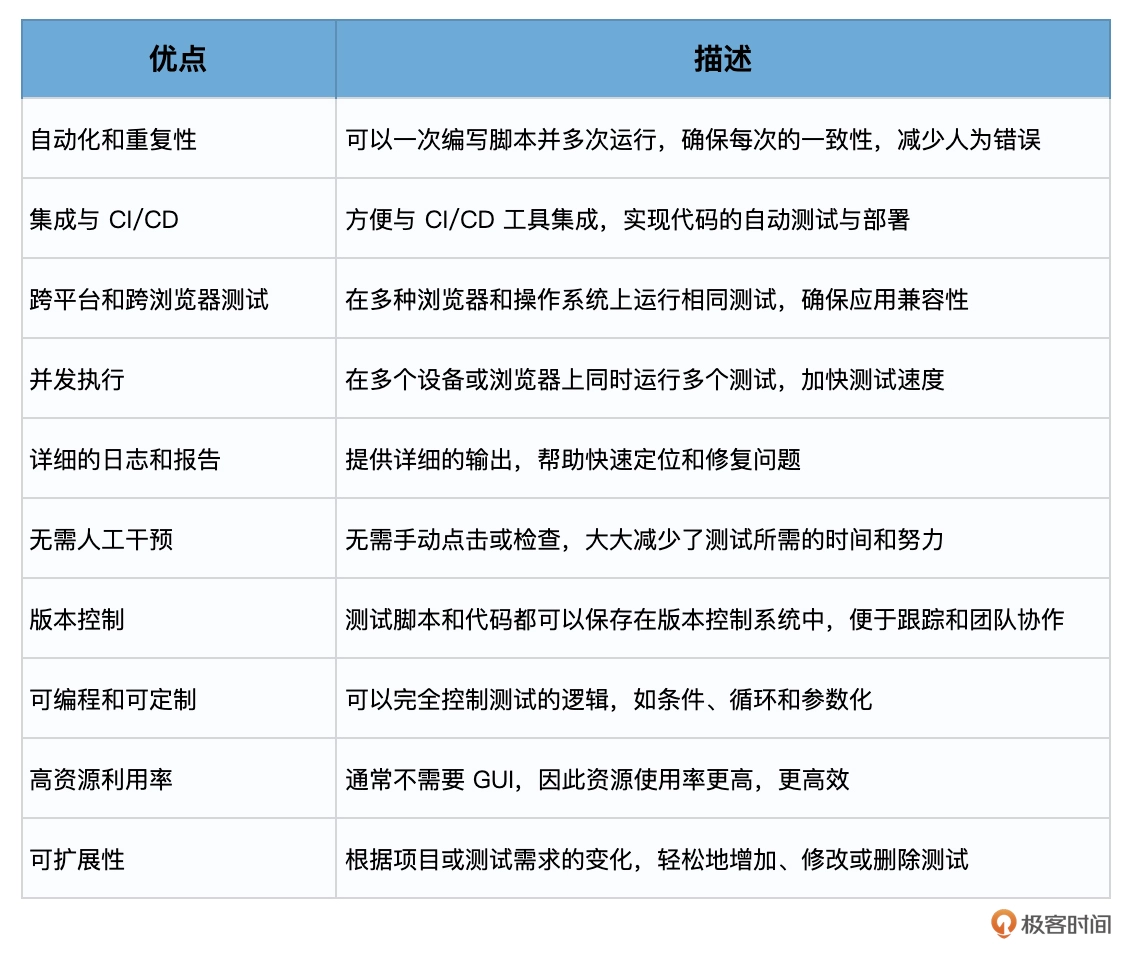 优点 描述
自动化和重复性 可以一次编写脚本并多次运行，确保每次的一致性，减少人为错误
集成与 CI/CD 方便与 CI/CD 工具集成，实现代码的自动测试与部署
跨平台和跨浏览器测试 在多种浏览器和操作系统上运行相同测试，确保应用兼容性
并发执行 在多个设备或浏览器上同时运行多个测试，加快测试速度
详细的日志和报告 提供详细的输出，帮助快速定位和修复问题
无需人工干预 无需手动点击或检查，大大减少了测试所需的时间和努力
版本控制 测试脚本和代码都可以保存在版本控制系统中，便于跟踪和团队协作
可编程和可定制 可以完全控制测试的逻辑，如条件、循环和参数化
高资源利用率 通常不需要 GUI，因此资源使用率更高，更高效
可扩展性 根据项目或测试需求的变化，轻松地增加、修改或删除测试
极客时间